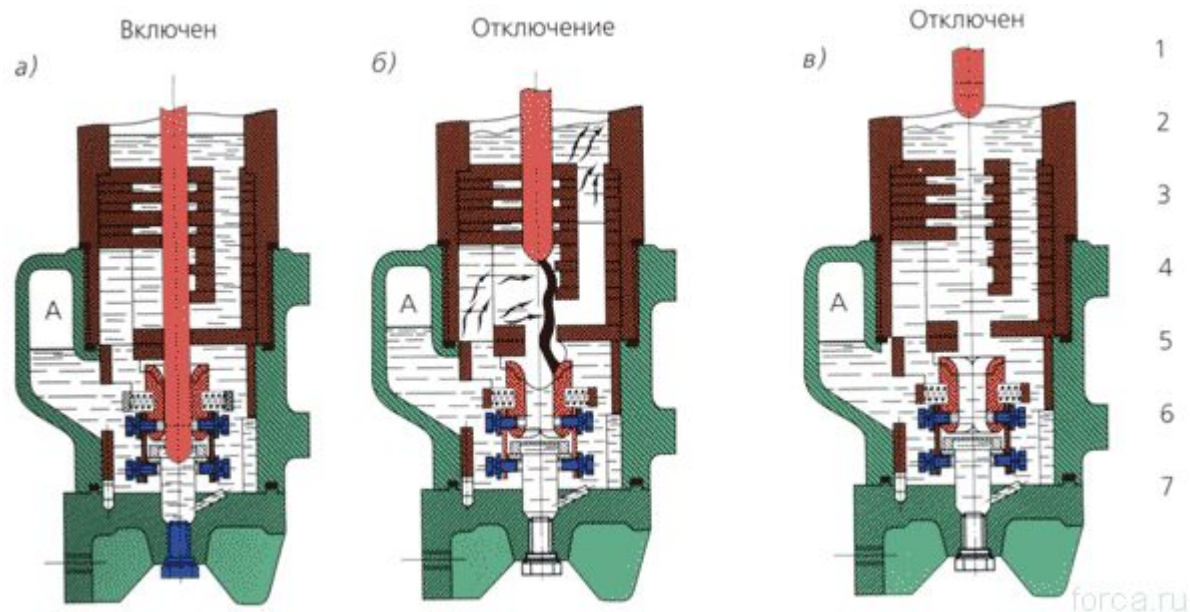 Включен
Отключение
Отключен
а)
б)
в)
1
2
3
4
5
6
7
А
А
А
forca.ru